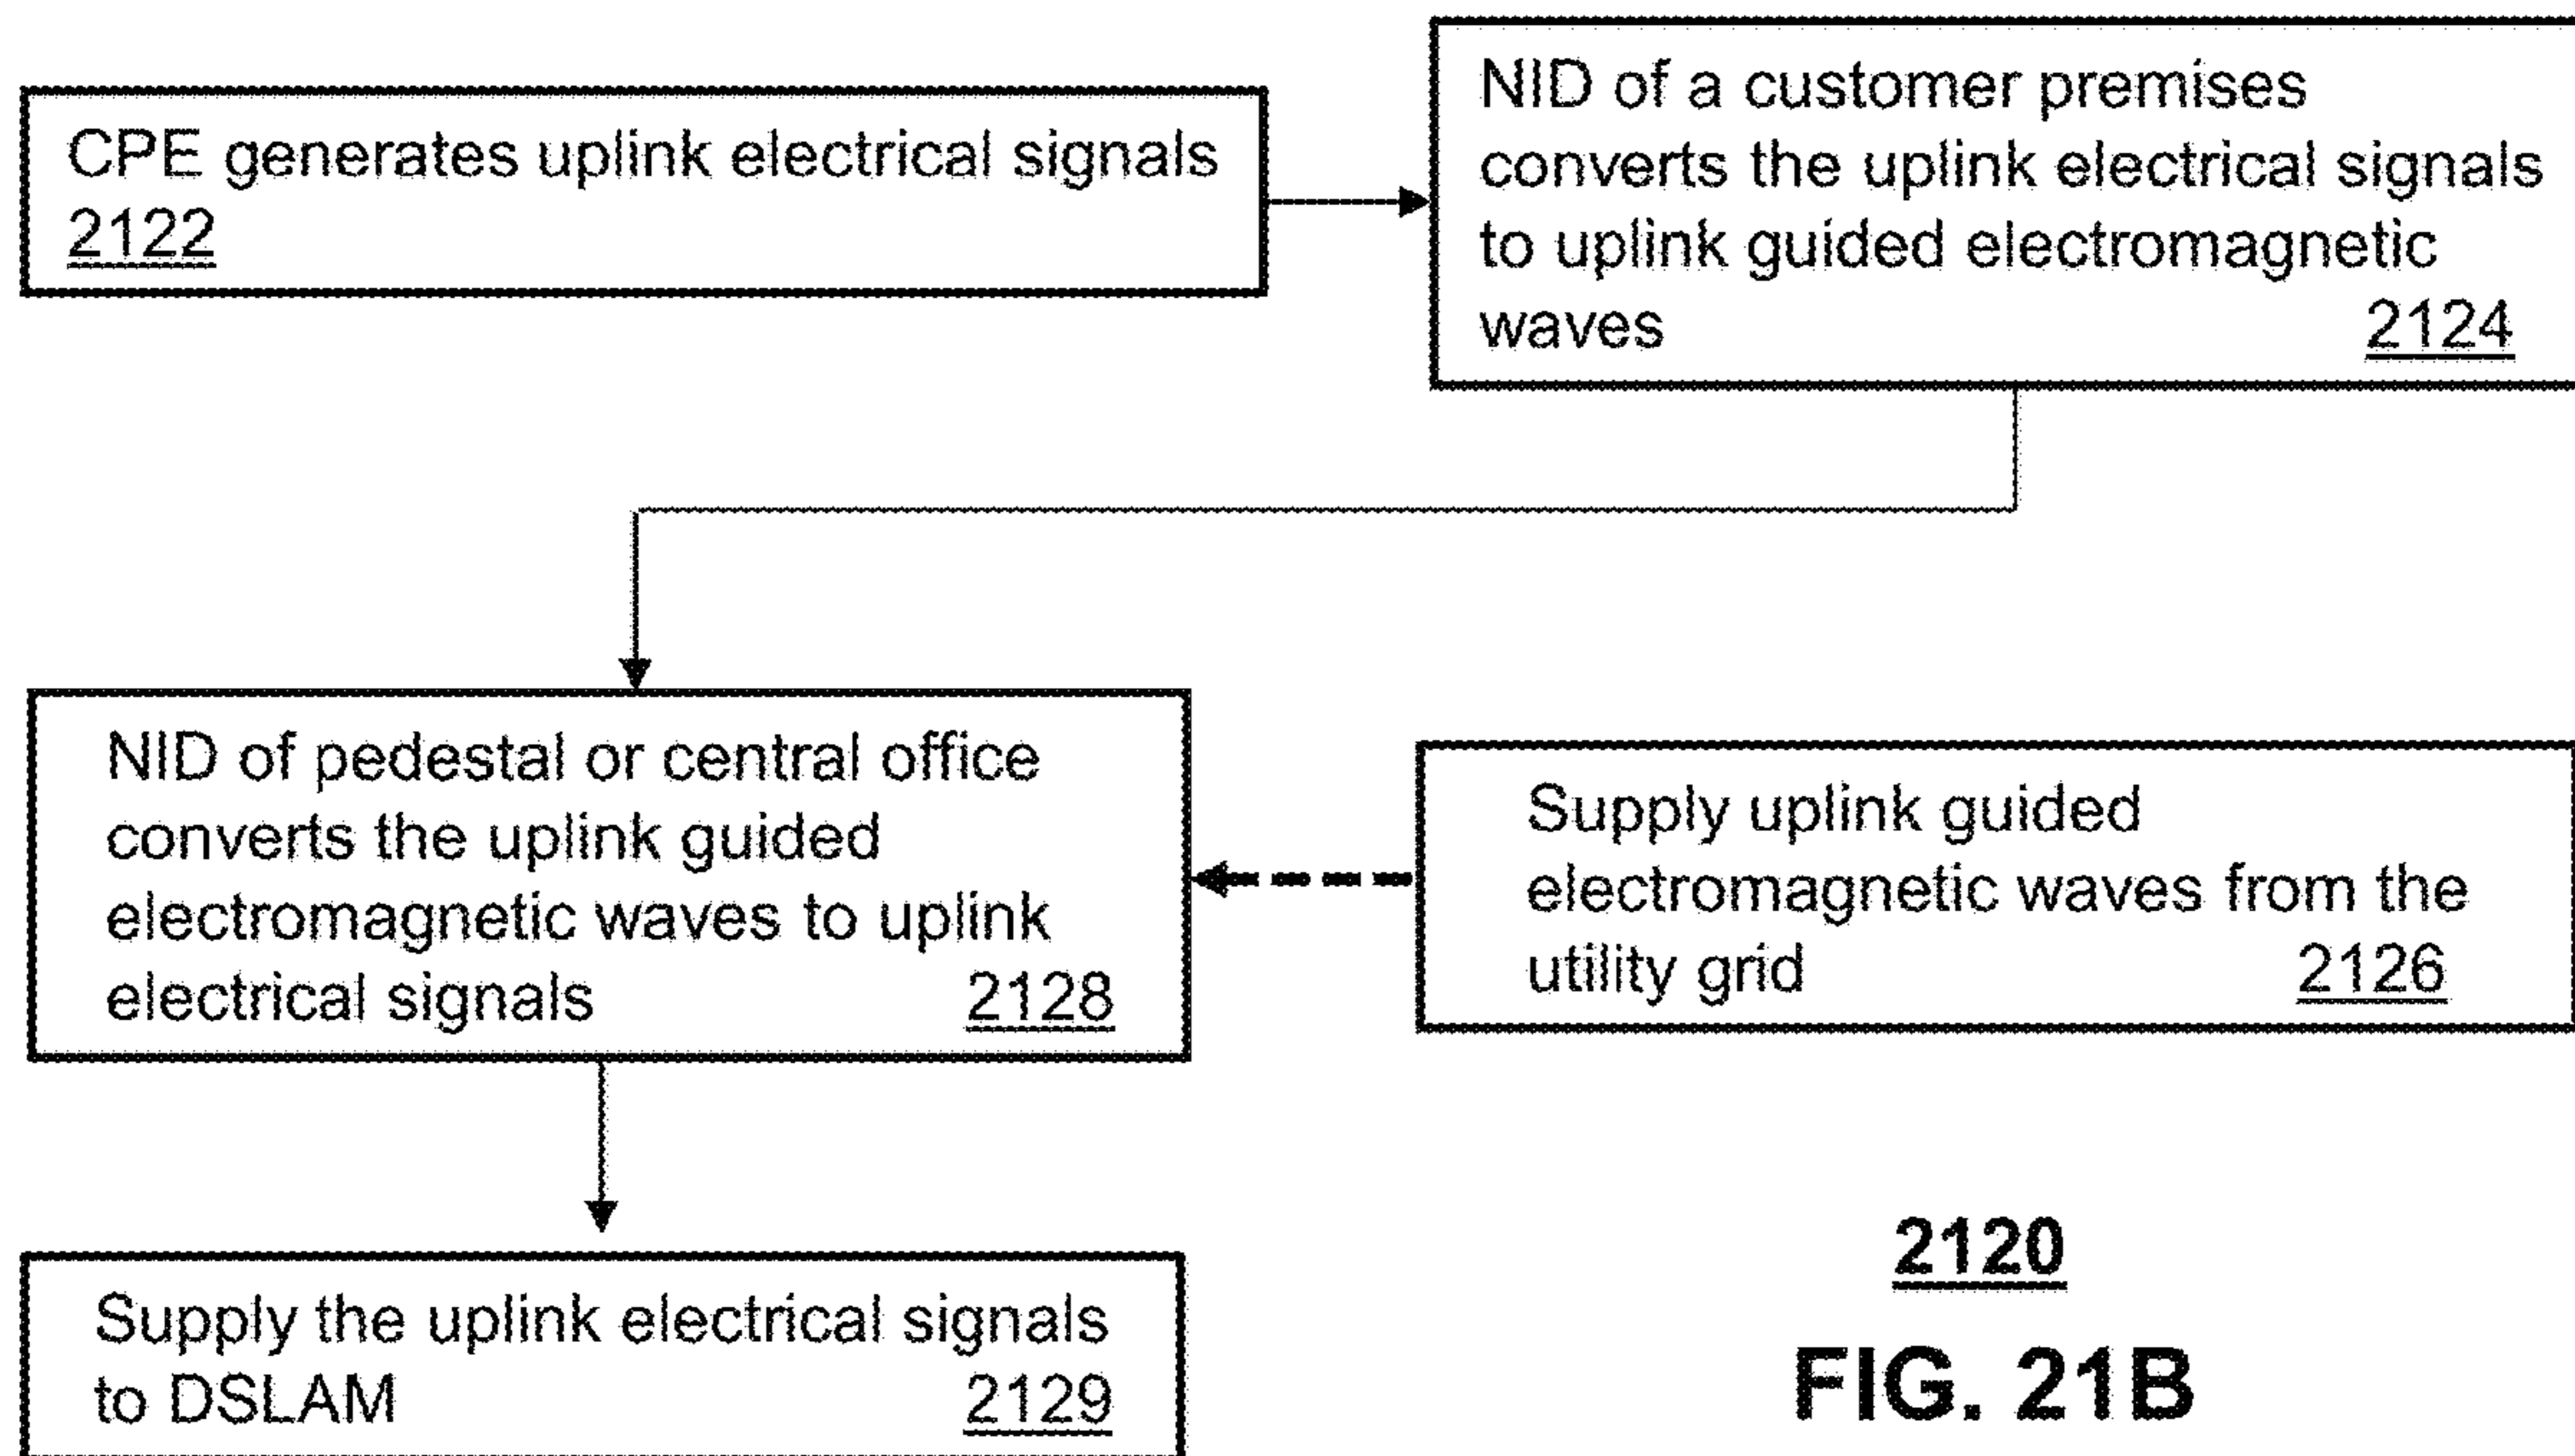 CPE generates uplink electrical signals
2122
NID of a customer premises
converts the uplink electrical signals
to uplink guided electromagnetic
waves 2124
NID of pedestal or central office
converts the uplink guided
electromagnetic waves to uplink
electrical signals 2128
Supply uplink guided
electromagnetic waves from the
utility grid 2126
Supply the uplink electrical signals
to DSLAM 2129
2120
FIG. 21B